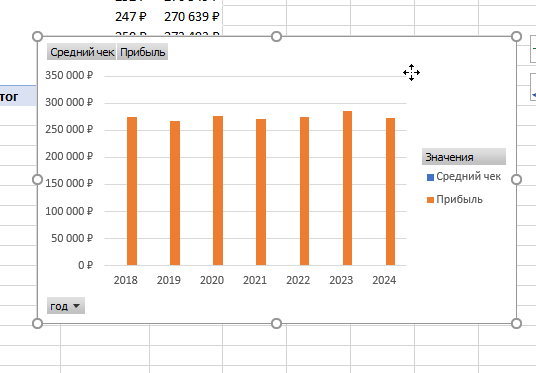 247 ₽ 270 639 ₽
тог
Средний чек Прибыль
350 000 ₽
300 000 ₽
250 000 ₽
200 000 ₽
150 000 ₽
100 000 ₽
50 000 ₽
0 ₽
2018 2019 2020 2021 2022 2023 2024
Значения
Средний чек
Прибыль
год